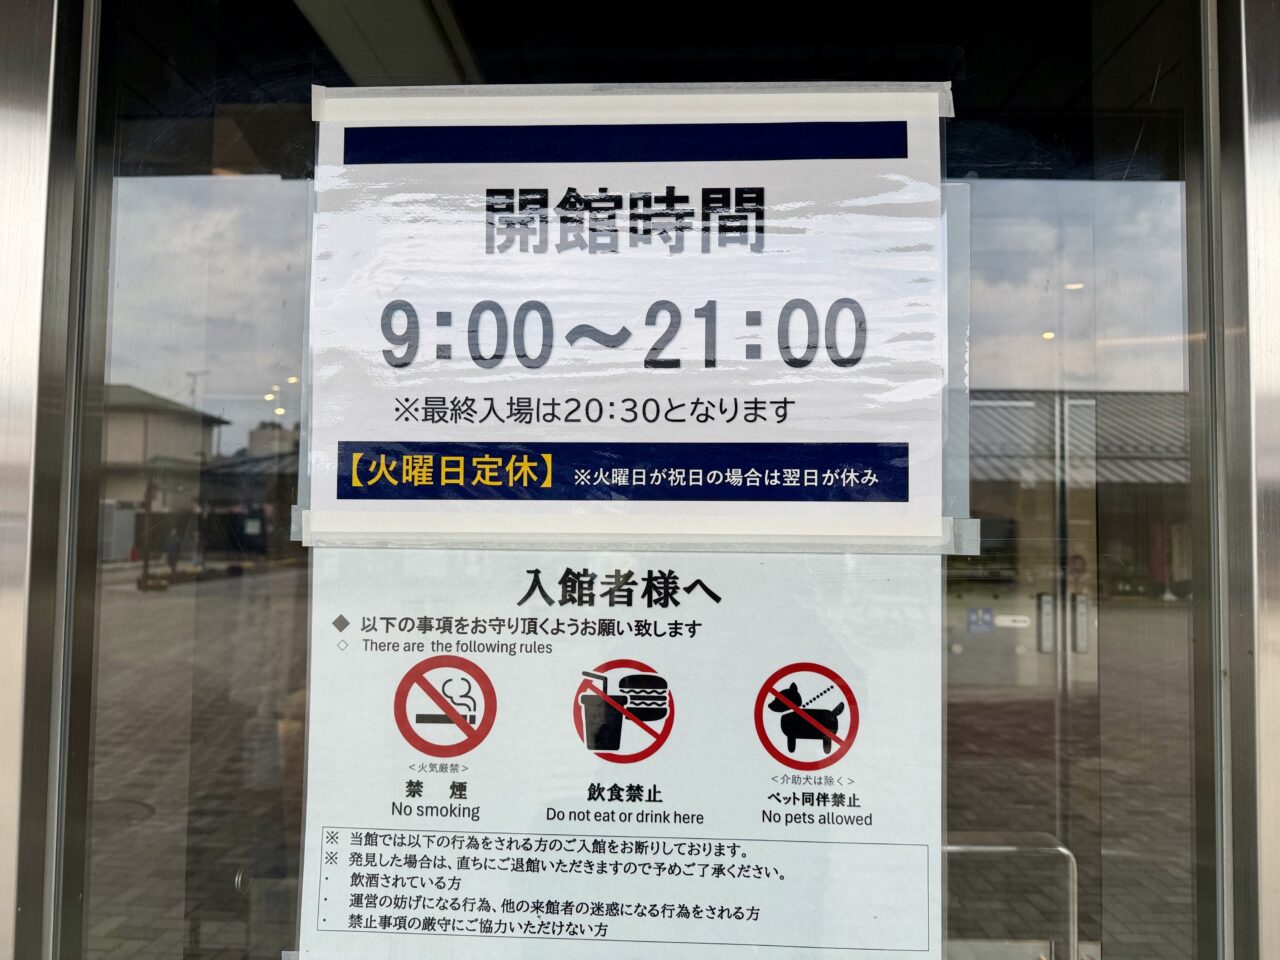 開館時間
9:00～21:00
※最終入場は20:30となります
【火曜日定休】 ※火曜日が祝日の場合は翌日が休み
入館者様へ
◆ 以下の事項をお守り頂くようお願い致します
◇ There are the following rules
＜火気厳禁＞
禁 煙
No smoking
飲食禁止
Do not eat or drink here
＜介助犬は除く＞
ペット同伴禁止
No pets allowed
※ 当館では以下の行為をされる方のご入館をお断りしております。
※ 発見した場合は、直ちにご退館いただきますので予めご了承ください。
・ 飲酒されている方
・ 運営の妨げになる行為、他の来館者の迷惑になる行為をされる方
・ 禁止事項の厳守にご協力いただけない方